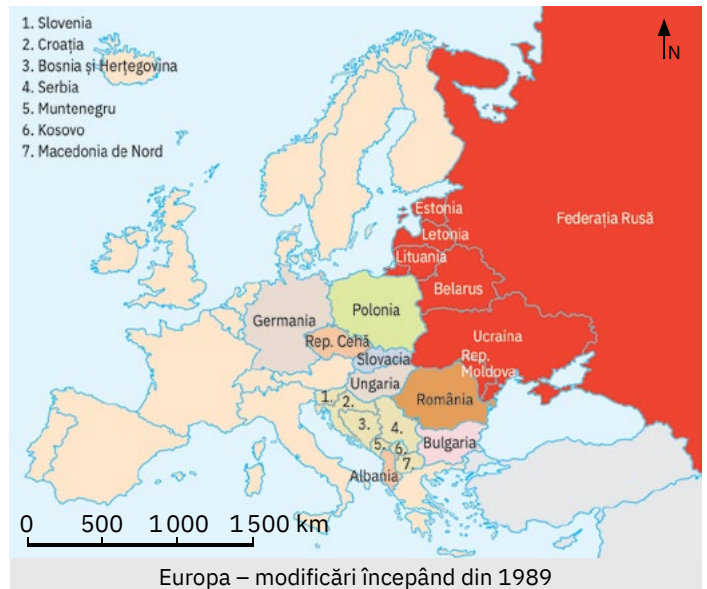 1. Slovenia
2. Croația
3. Bosnia și Herțegovina
4. Serbia
5. Muntenegru
6. Kosovo
7. Macedonia de Nord
N
Estonia
Federația Rusă
Letonia
Lituania
Belarus
Polonia
Germania
Ucraina
Rep. Cehă
Slovacia
Rep.
Moldova
Ungaria
România
1.
2.
3.
4.
Bulgaria
5.
6.
7.
Albania
0 500 1 000 1 500 km
Europa – modificări începând din 1989